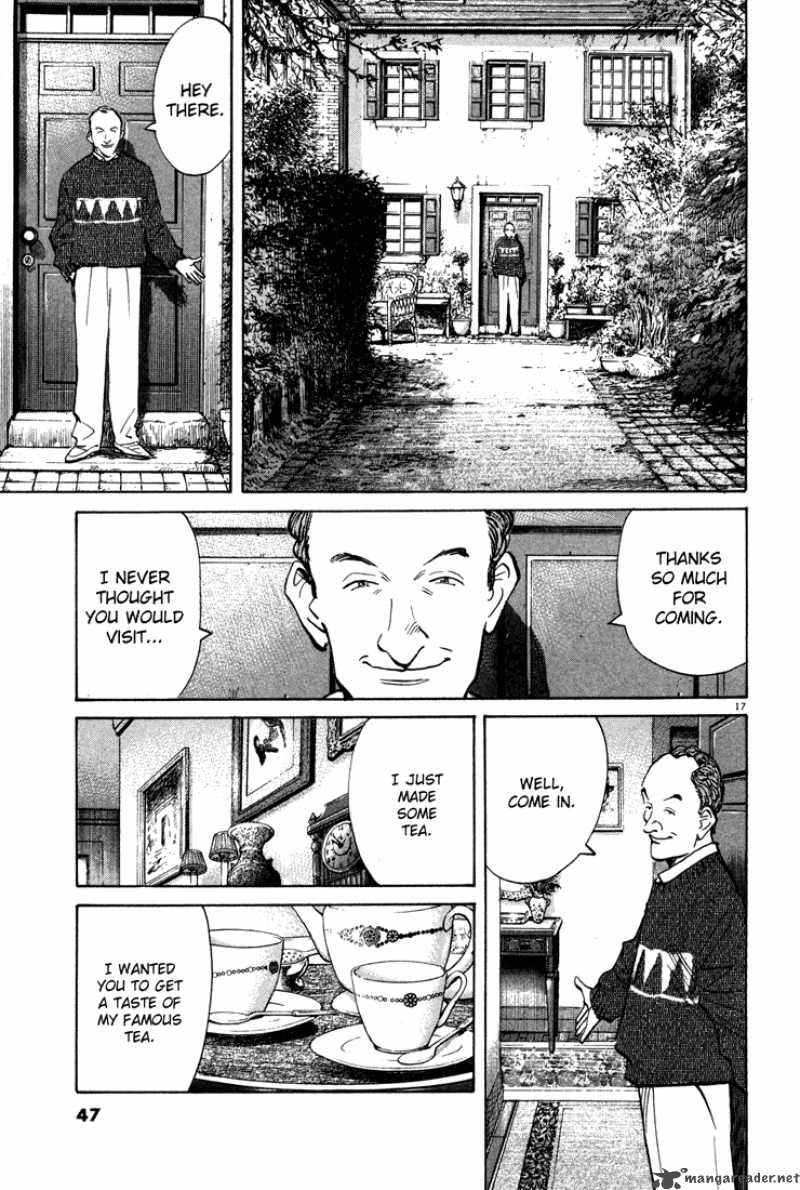 HEY
THERE.
THANKS
SO MUCH
FOR
COMING.
I NEVER
THOUGHT
YOU WOULD
VISIT...
17
WELL,
COME IN.
I JUST
MADE
SOME
TEA.
I WANTED
YOU TO GET
A TASTE OF
MY FAMOUS
TEA.
47
mangareader.net